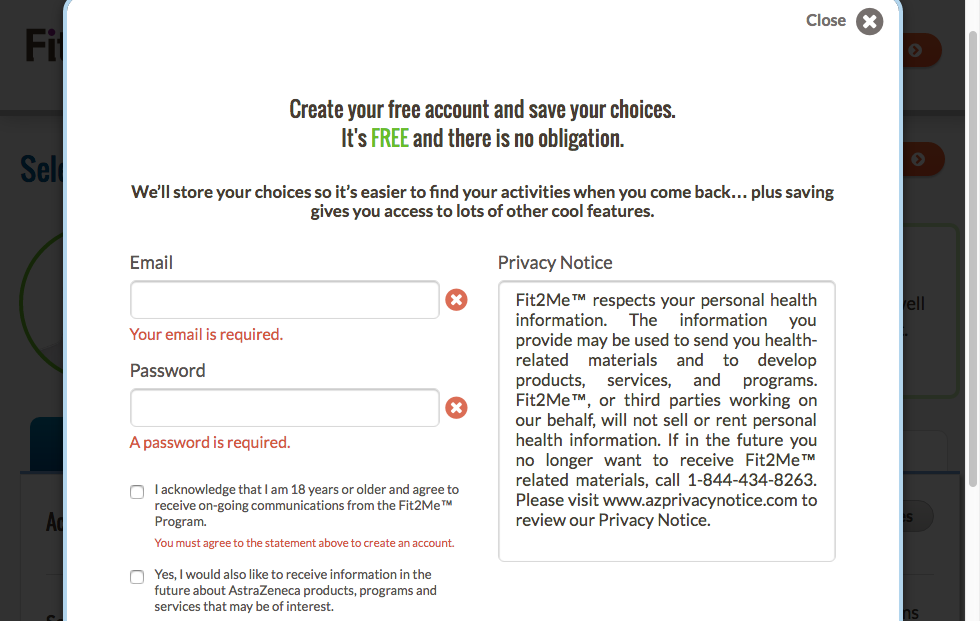 Close
Fit
Create your free account and save your choices.
It's FREE and there is no obligation.
Sele
We'll store your choices so it's easier to find your activities when you come back... plus saving
gives you access to lots of other cool features.
Email
Your email is required.
Password
A password is required.
I acknowledge that I am 18 years or older and agree to
receive on-going communications from the Fit2Me™
Program.
You must agree to the statement above to create an account.
Yes, I would also like to receive information in the
future about AstraZeneca products, programs and
services that may be of interest.
Privacy Notice
Fit2Me™ respects your personal health
information. The information you
provide may be used to send you health-
related materials and to develop
products, services, and programs.
Fit2Me™, or third parties working on
our behalf, will not sell or rent personal
health information. If in the future you
no longer want to receive Fit2Me™
related materials, call 1-844-434-8263.
Please visit www.azprivacynotice.com to
review our Privacy Notice.